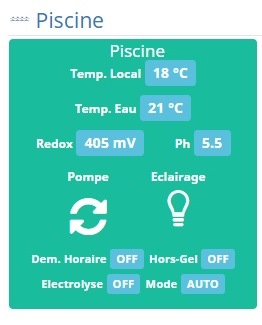 Piscine
Piscine
Temp. Local 18 °C
Temp. Eau 21 °C
Redox 405 mV Ph 5.5
Pompe Eclairage
Dem. Horaire OFF Hors-Gel OFF
Electrolyse OFF Mode AUTO